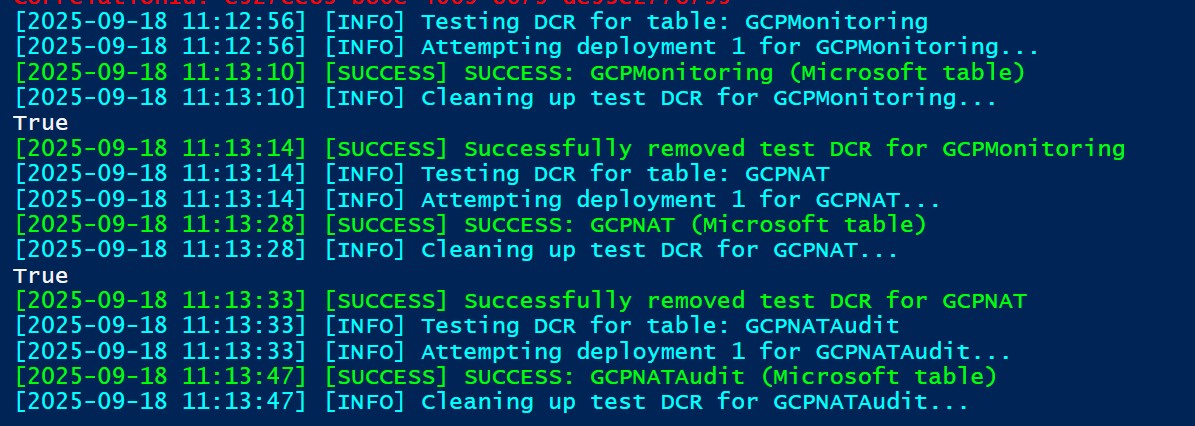 [2025-09-18 11:12:56] [INFO] Testing DCR for table: GCPMonitoring
[2025-09-18 11:12:56] [INFO] Attempting deployment 1 for GCPMonitoring...
[2025-09-18 11:13:10] [SUCCESS] SUCCESS: GCPMonitoring (Microsoft table)
[2025-09-18 11:13:10] [INFO] Cleaning up test DCR for GCPMonitoring...
True
[2025-09-18 11:13:14] [SUCCESS] Successfully removed test DCR for GCPMonitoring
[2025-09-18 11:13:14] [INFO] Testing DCR for table: GCPNAT
[2025-09-18 11:13:14] [INFO] Attempting deployment 1 for GCPNAT...
[2025-09-18 11:13:28] [SUCCESS] SUCCESS: GCPNAT (Microsoft table)
[2025-09-18 11:13:28] [INFO] Cleaning up test DCR for GCPNAT...
True
[2025-09-18 11:13:33] [SUCCESS] Successfully removed test DCR for GCPNAT
[2025-09-18 11:13:33] [INFO] Testing DCR for table: GCPNATAudit
[2025-09-18 11:13:33] [INFO] Attempting deployment 1 for GCPNATAudit...
[2025-09-18 11:13:47] [SUCCESS] SUCCESS: GCPNATAudit (Microsoft table)
[2025-09-18 11:13:47] [INFO] Cleaning up test DCR for GCPNATAudit...